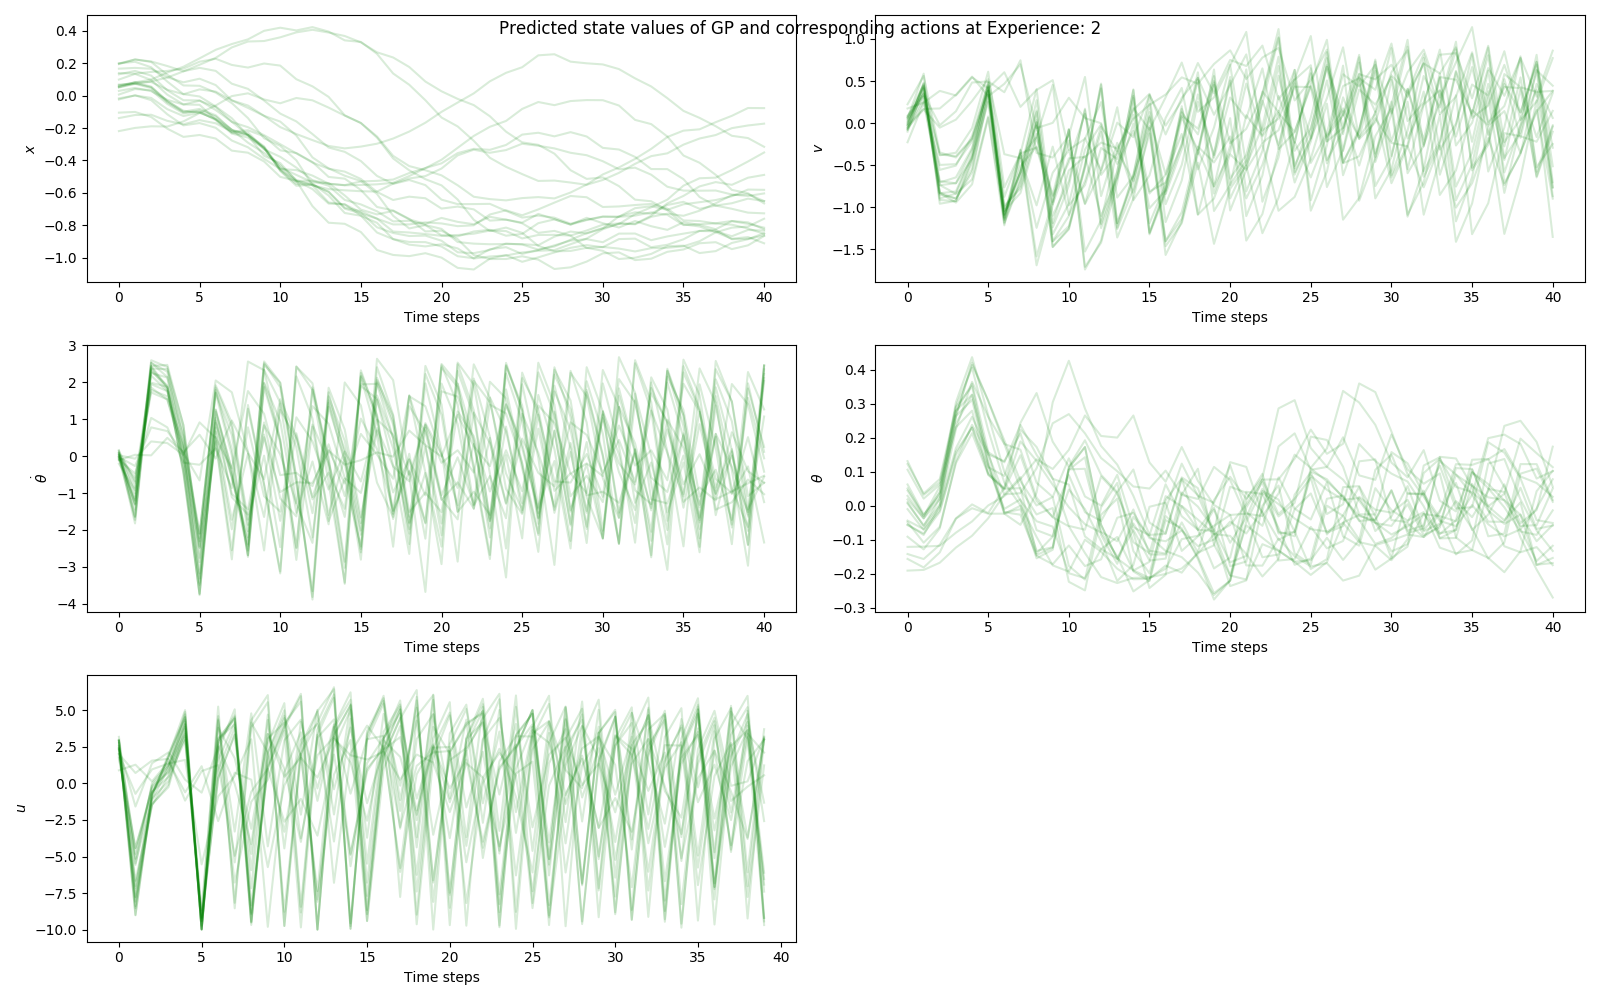 Predicted state values of GP and corresponding actions at Experience: 2
0.4
0.2
0.0
−0.2
−0.4
−0.6
−0.8
−1.0
x
0 5 10 15 20 25 30 35 40
Time steps
1.0
0.5
0.0
−0.5
−1.0
−1.5
v
0 5 10 15 20 25 30 35 40
Time steps
3
2
1
0
−1
−2
−3
−4
θ̇
0 5 10 15 20 25 30 35 40
Time steps
0.4
0.3
0.2
0.1
0.0
−0.1
−0.2
−0.3
θ
0 5 10 15 20 25 30 35 40
Time steps
5.0
2.5
0.0
−2.5
−5.0
−7.5
−10.0
u
0 5 10 15 20 25 30 35 40
Time steps